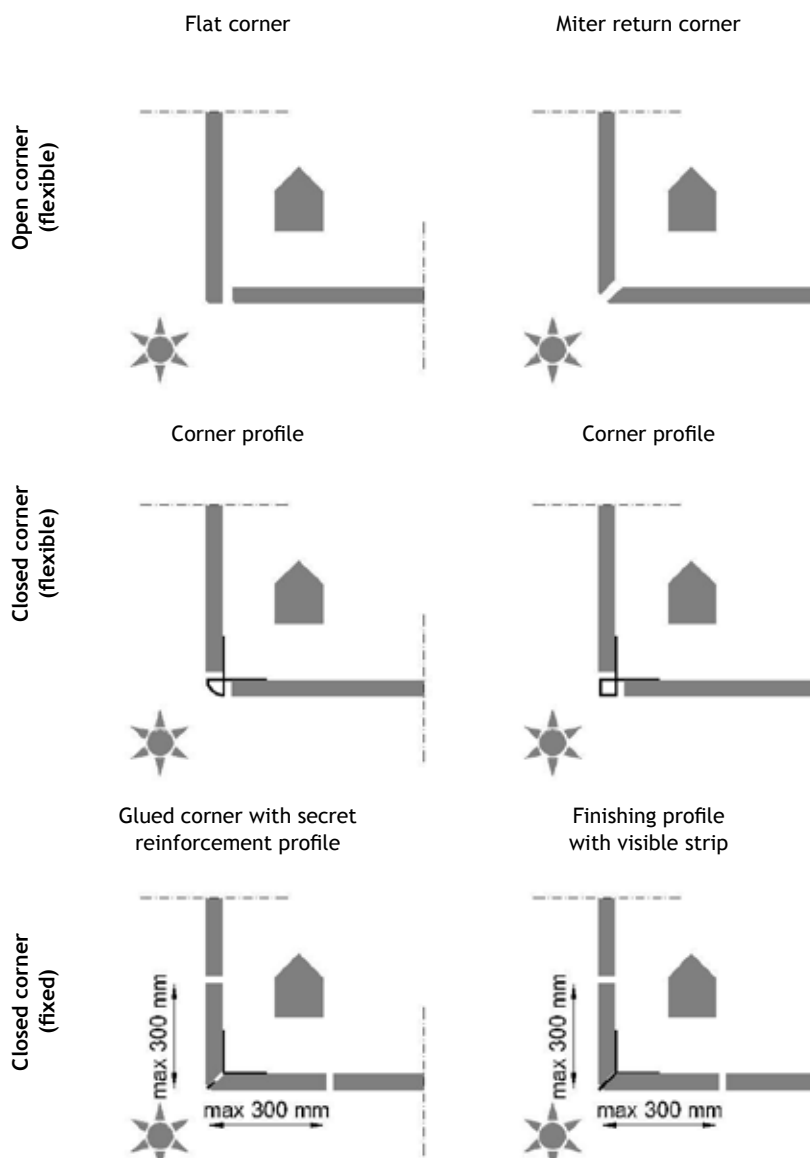 Flat corner
Miter return corner
Open corner
(flexible)
Corner profile
Corner profile
Closed corner
(flexible)
Glued corner with secret
reinforcement profile
Finishing profile
with visible strip
Closed corner
(fixed)
max 300 mm
max 300 mm
max 300 mm
max 300 mm